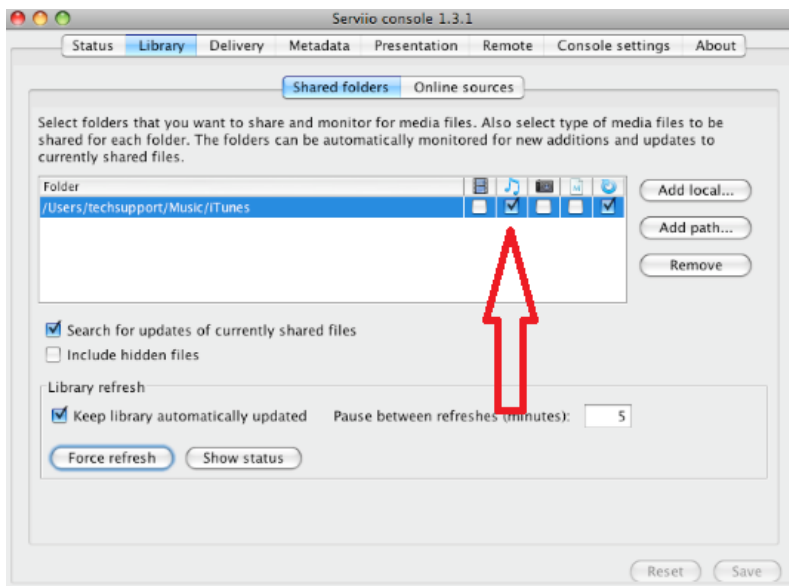 Serviio console 1.3.1
Status Library Delivery Metadata Presentation Remote Console settings About
Shared folders Online sources
Select folders that you want to share and monitor for media files. Also select type of media files to be
shared for each folder. The folders can be automatically monitored for new additions and updates to
currently shared files.
Folder
/Users/techsupport/Music/iTunes
Add local...
Add path...
Remove
Search for updates of currently shared files
Include hidden files
Library refresh
Keep library automatically updated Pause between refreshes (minutes): 5
Force refresh Show status
Reset Save